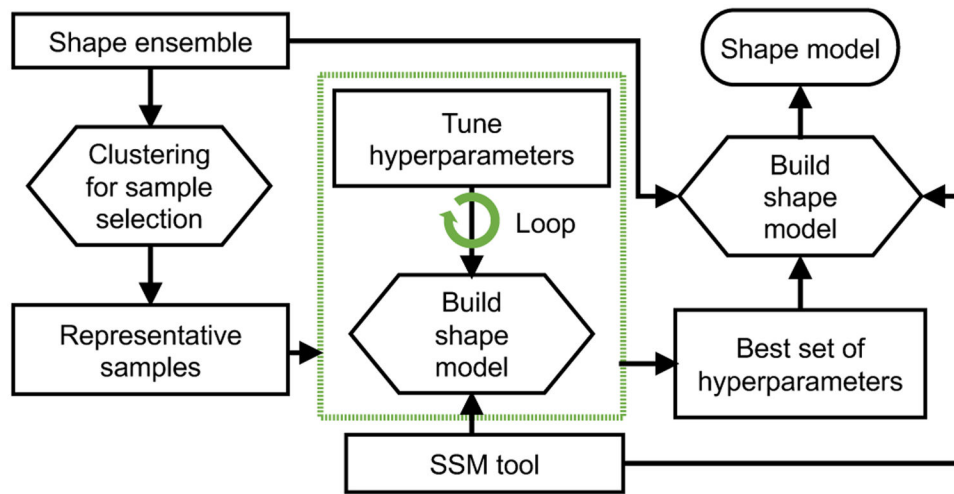 Shape ensemble
Clustering
for sample
selection
Representative
samples
Tune
hyperparameters
Loop
Build
shape
model
SSM tool
Shape model
Build
shape
model
Best set of
hyperparameters